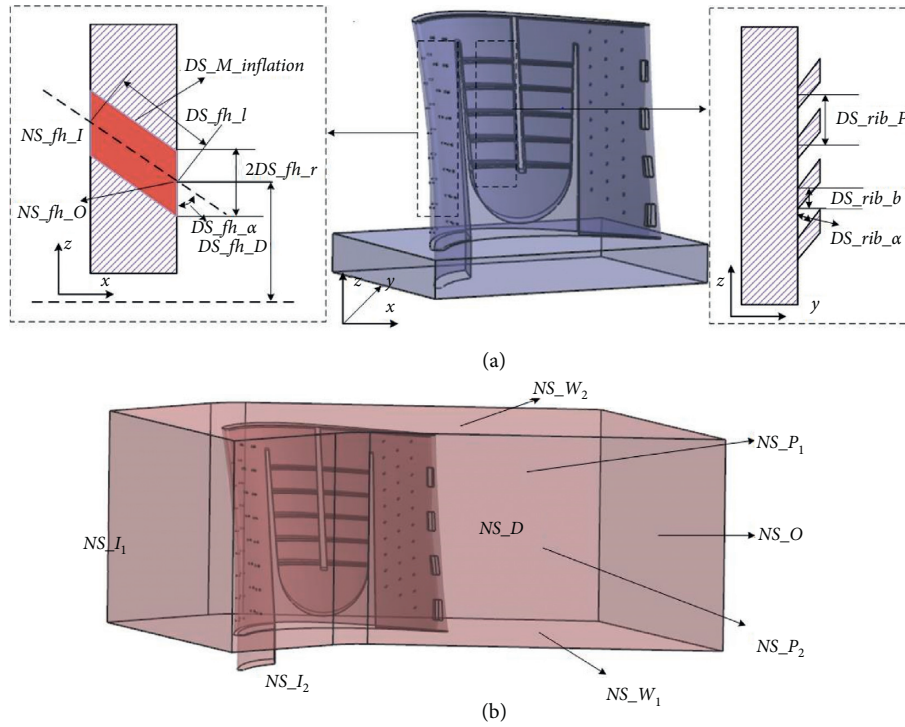 DS_M_inflation
DS_fh_l
NS_fh_I
2DS_fh_r
NS_fh_O
DS_fh_α
DS_fh_D
z
x
z
y
x
DS_rib_P
DS_rib_b
DS_rib_α
z
y
(a)
NS_W2
NS_P1
NS_I1
NS_D
NS_O
NS_P2
NS_I2
NS_W1
(b)